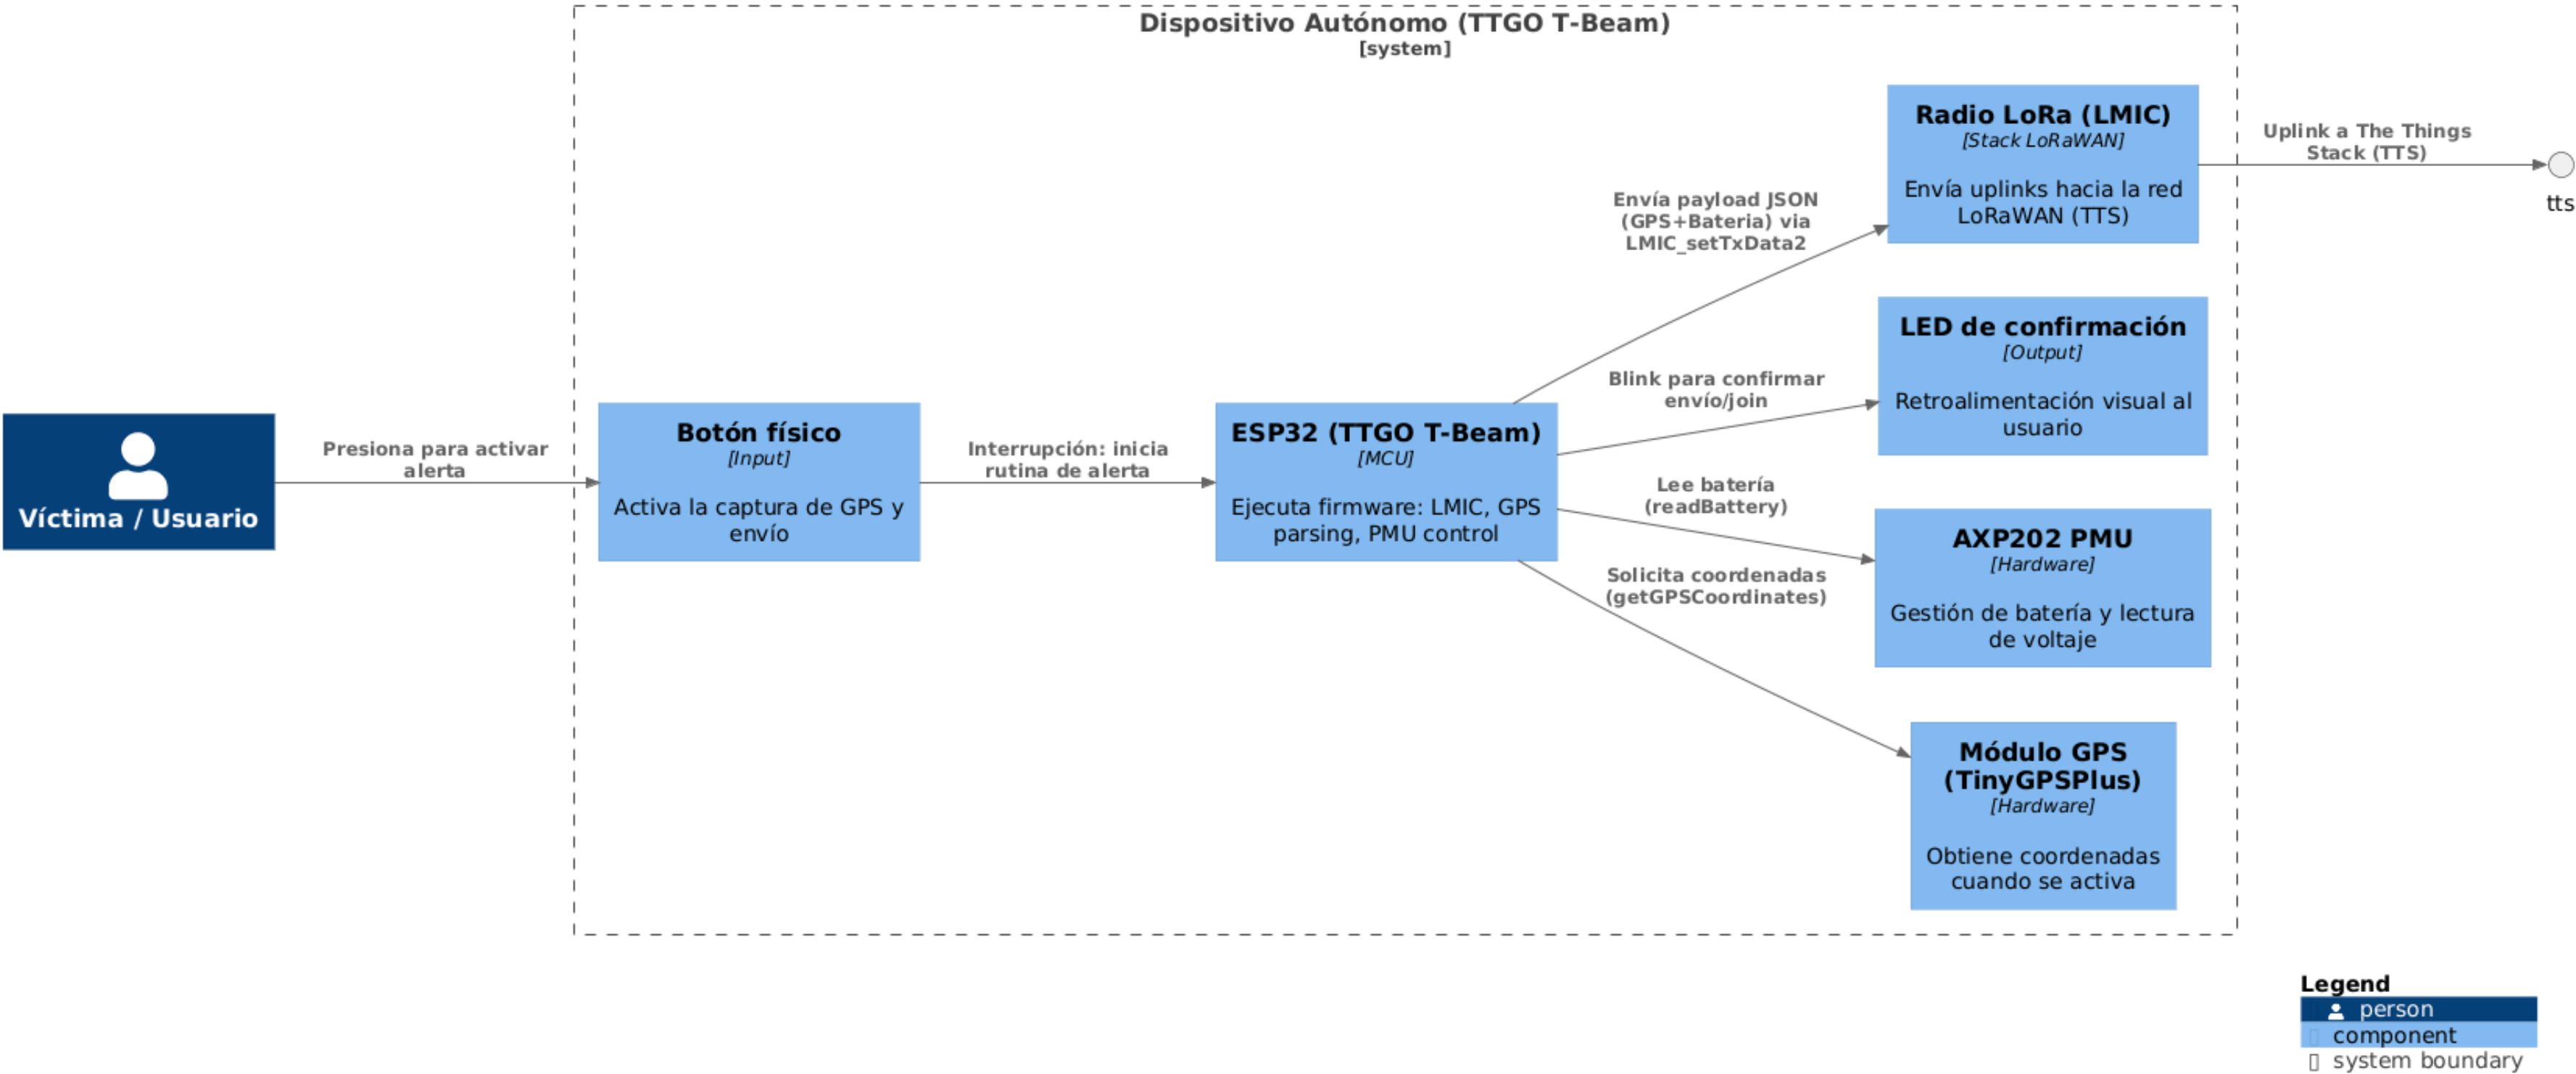 Dispositivo Autónomo (TTGO T-Beam)
[system]
Víctima / Usuario
Presiona para activar
alerta
Botón físico
[Input]
Activa la captura de GPS y
envío
Interrupción: inicia
rutina de alerta
ESP32 (TTGO T-Beam)
[MCU]
Ejecuta firmware: LMIC, GPS
parsing, PMU control
Envía payload JSON
(GPS+Bateria) via
LMIC_setTxData2
Radio LoRa (LMIC)
[Stack LoRaWAN]
Envía uplinks hacia la red
LoRaWAN (TTS)
Uplink a The Things
Stack (TTS)
tts
Blink para confirmar
envío/join
LED de confirmación
[Output]
Retroalimentación visual al
usuario
Lee batería
(readBattery)
AXP202 PMU
[Hardware]
Gestión de batería y lectura
de voltaje
Solicita coordenadas
(getGPSCoordinates)
Módulo GPS
(TinyGPSPlus)
[Hardware]
Obtiene coordenadas
cuando se activa
Legend
person
component
system boundary